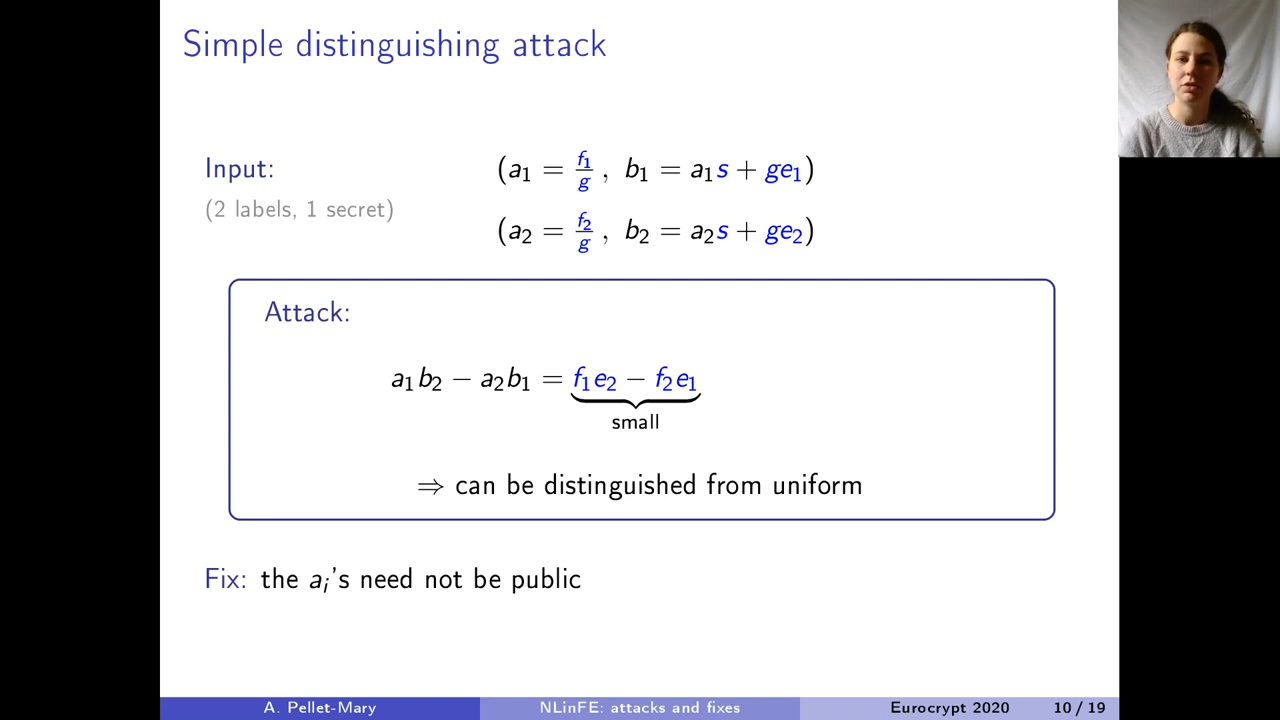 Simple distinguishing attack
Input: (a₁ = f₁/g , b₁ = a₁s + ge₁)
(2 labels, 1 secret) (a₂ = f₂/g , b₂ = a₂s + ge₂)
Attack:
a₁b₂ − a₂b₁ = f₁e₂ − f₂e₁
small
⇒ can be distinguished from uniform
Fix: the aᵢ's need not be public
A. Pellet-Mary NLinFE: attacks and fixes Eurocrypt 2020 10 / 19